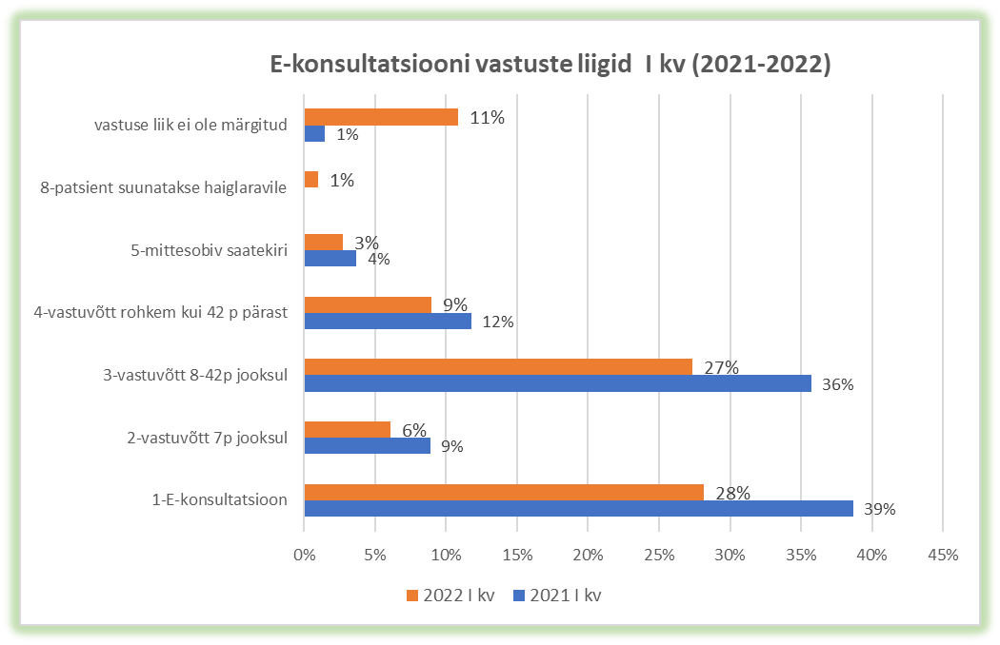 E-konsultatsiooni vastuste liigid I kv (2021-2022)
vastuse liik ei ole märgitud
11%
1%
8-patsient suunatakse haiglaravile
1%
5-mittesobiv saatekiri
3%
4%
4-vastuvõtt rohkem kui 42 p pärast
9%
12%
3-vastuvõtt 8-42p jooksul
27%
36%
2-vastuvõtt 7p jooksul
6%
9%
1-E-konsultatsioon
28%
39%
0% 5% 10% 15% 20% 25% 30% 35% 40% 45%
2022 I kv 2021 I kv